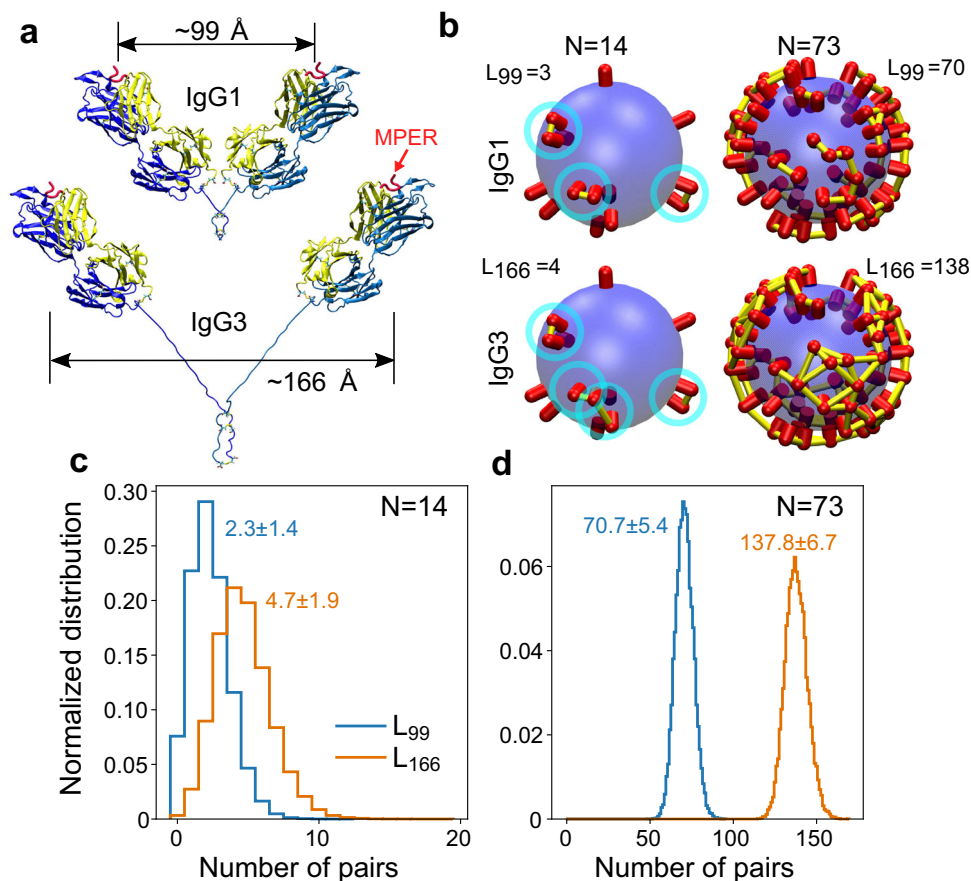 a
~99 Å
IgG1
MPER
IgG3
~166 Å
b
N=14
N=73
L99=3
L99=70
IgG1
L166=4
L166=138
IgG3
c
N=14
2.3±1.4
4.7±1.9
L99
L166
Normalized distribution
0.30
0.25
0.20
0.15
0.10
0.05
0
0
10
20
Number of pairs
d
N=73
70.7±5.4
137.8±6.7
0.06
0.04
0.02
0
0
50
100
150
Number of pairs